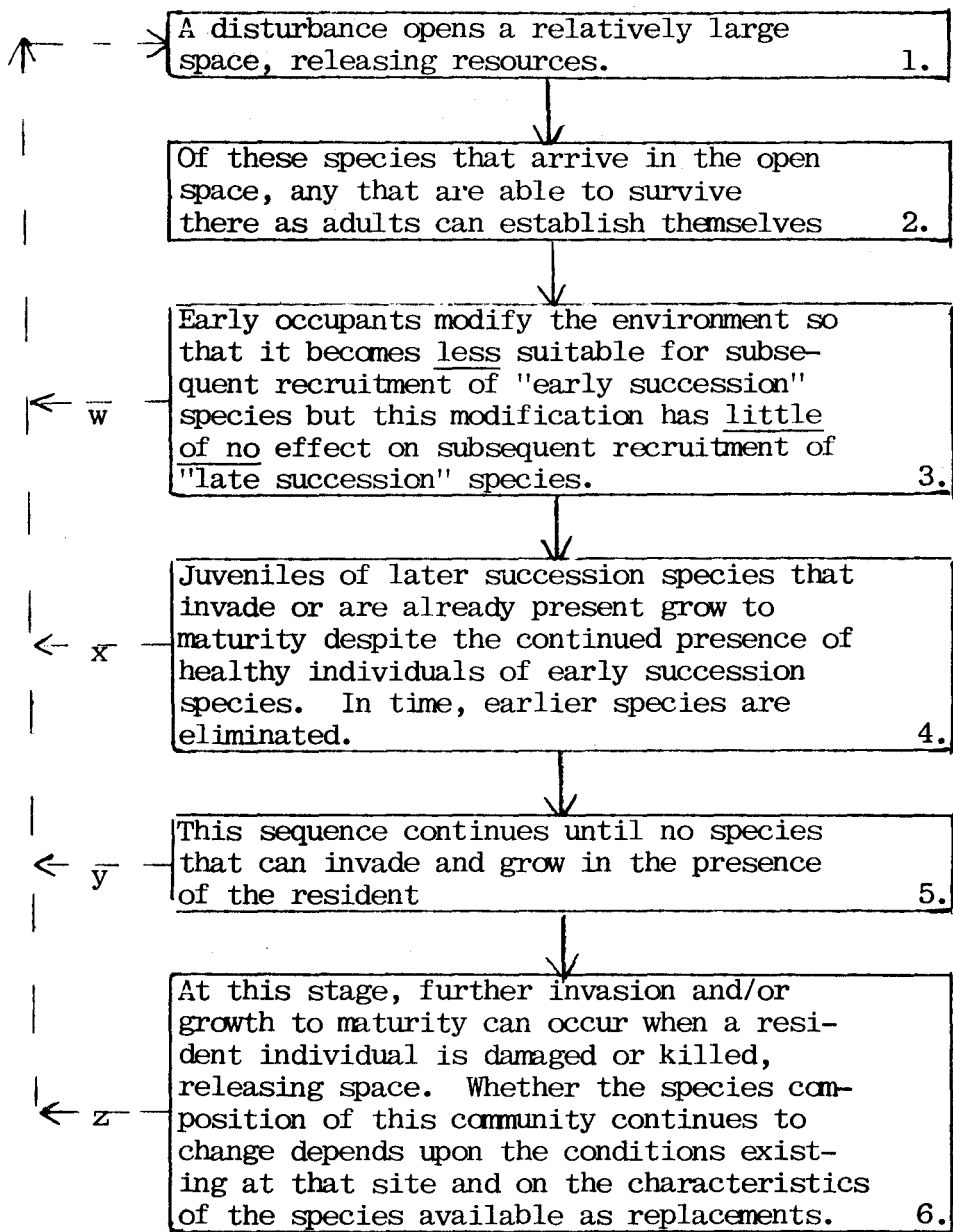 A disturbance opens a relatively large
space, releasing resources. 1.
Of these species that arrive in the open
space, any that are able to survive
there as adults can establish themselves 2.
Early occupants modify the environment so
that it becomes less suitable for subse-
quent recruitment of "early succession"
species but this modification has little
of no effect on subsequent recruitment of
"late succession" species. 3.
w
Juveniles of later succession species that
invade or are already present grow to
maturity despite the continued presence of
healthy individuals of early succession
species. In time, earlier species are
eliminated. 4.
x
This sequence continues until no species
that can invade and grow in the presence
of the resident 5.
y
At this stage, further invasion and/or
growth to maturity can occur when a resi-
dent individual is damaged or killed,
releasing space. Whether the species com-
position of this community continues to
change depends upon the conditions exist-
ing at that site and on the characteristics
of the species available as replacements. 6.
z